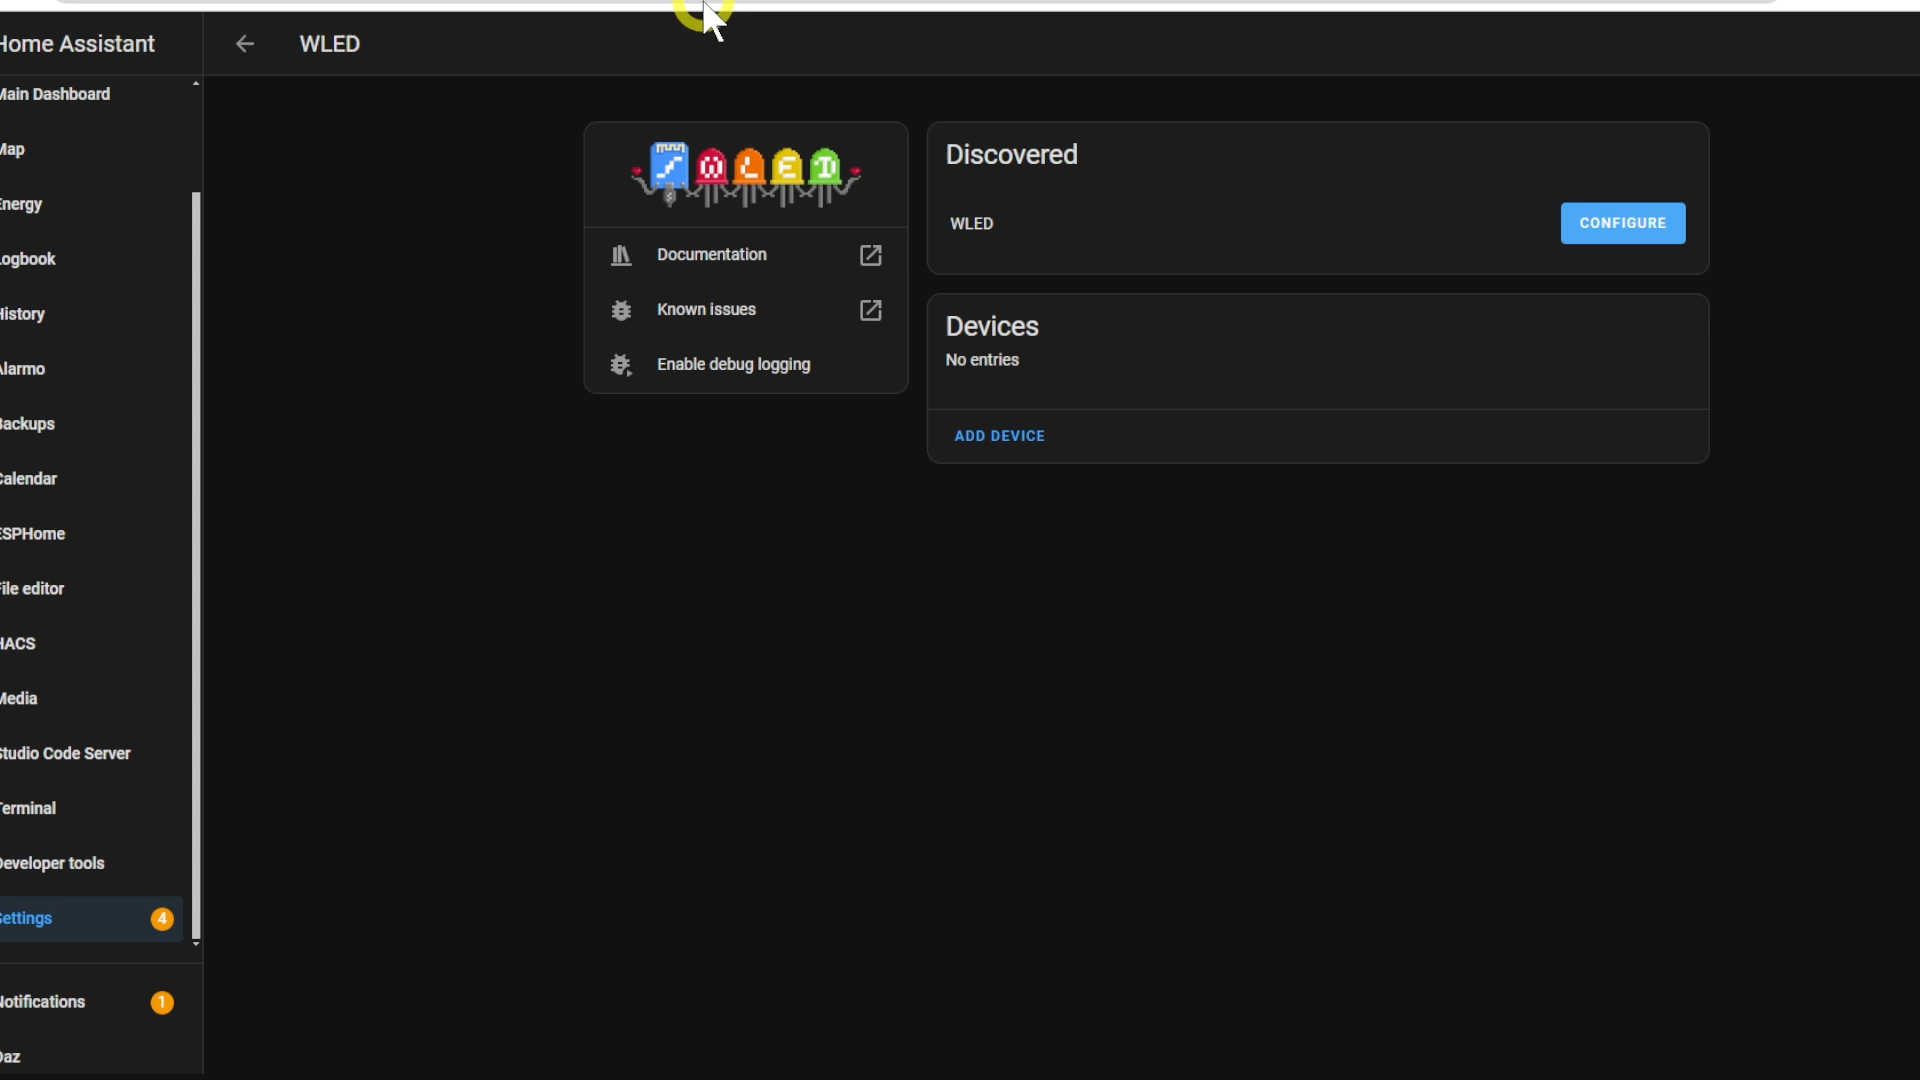 Home Assistant
WLED
Main Dashboard
Map
Energy
Logbook
History
Alarmo
Backups
Calendar
ESPHome
File editor
HACS
Media
Studio Code Server
Terminal
Developer tools
Settings
4
Notifications
1
Daz
WLED
Documentation
Known issues
Enable debug logging
Discovered
WLED
CONFIGURE
Devices
No entries
ADD DEVICE